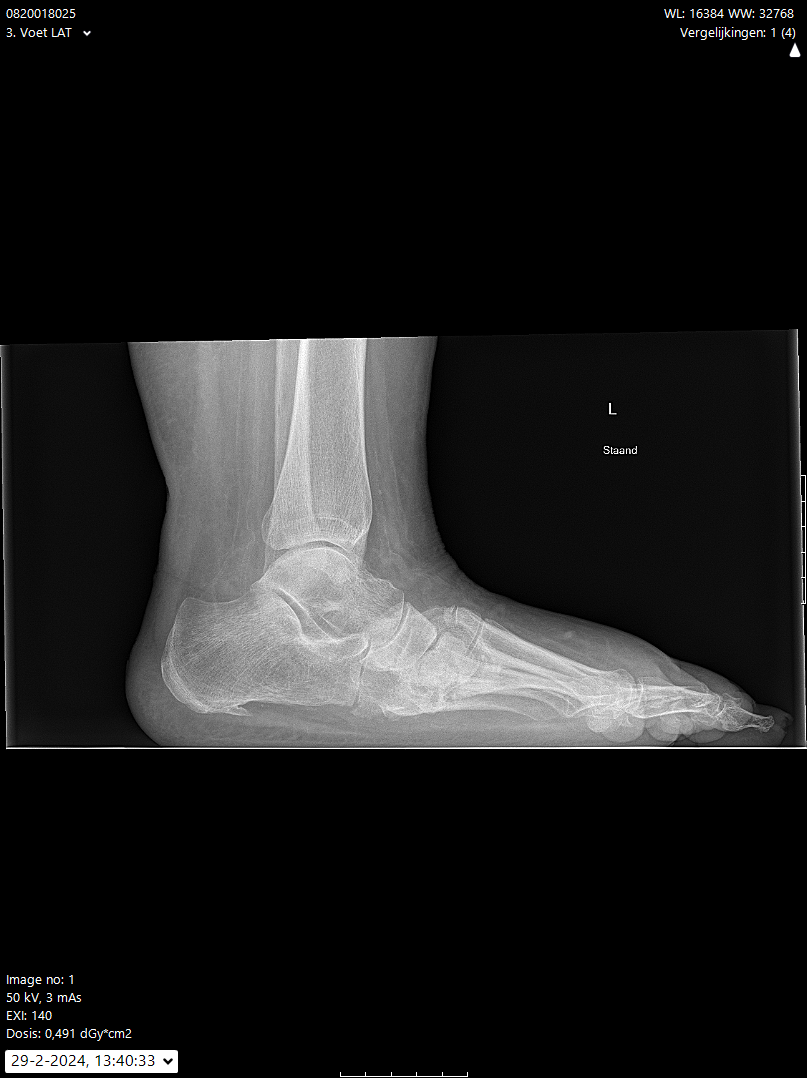 0820018025
3. Voet LAT
WL: 16384 WW: 32768
Vergelijkingen: 1 (4)
L
Staand
Image no: 1
50 kV, 3 mAs
EXI: 140
Dosis: 0,491 dGy*cm2
29-2-2024, 13:40:33